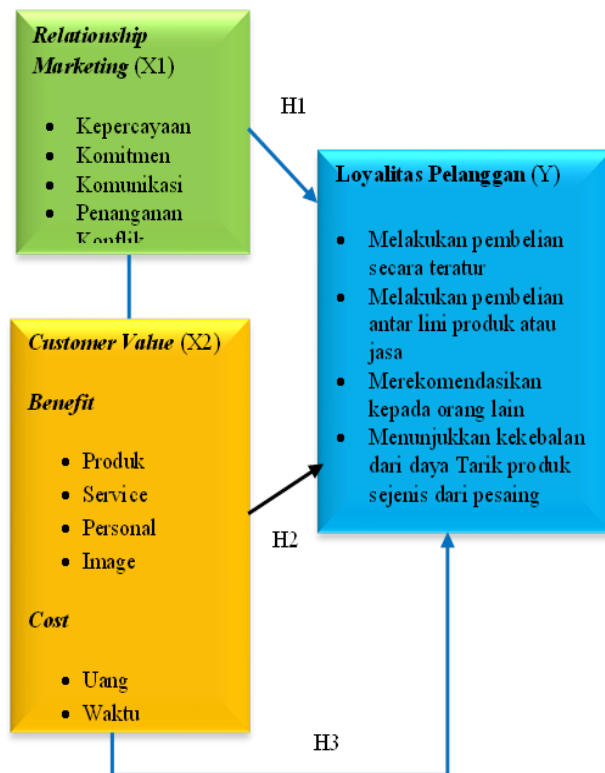 Relationship
Marketing (X1)
• Kepercayaan
• Komitmen
• Komunikasi
• Penanganan
Konflik
H1
Loyalitas Pelanggan (Y)
• Melakukan pembelian
secara teratur
• Melakukan pembelian
antar lini produk atau
jasa
• Merekomendasikan
kepada orang lain
• Menunjukkan kekebalan
dari daya Tarik produk
sejenis dari pesaing
Customer Value (X2)
Benefit
• Produk
• Service
• Personal
• Image
Cost
• Uang
• Waktu
H2
H3